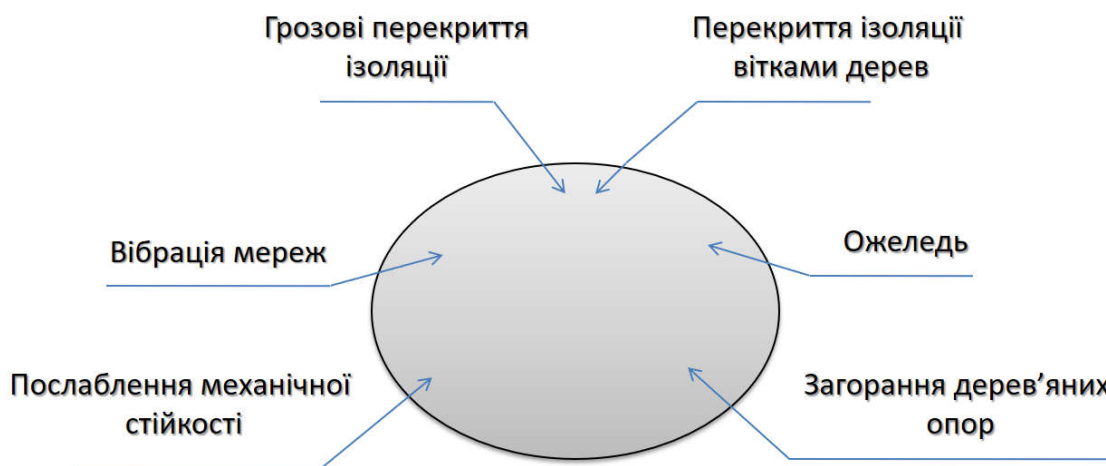 Грозові перекриття
ізоляції
Перекриття ізоляції
вітками дерев
Вібрація мереж
Ожеледь
Послаблення механічної
стійкості
Загорання дерев’яних
опор